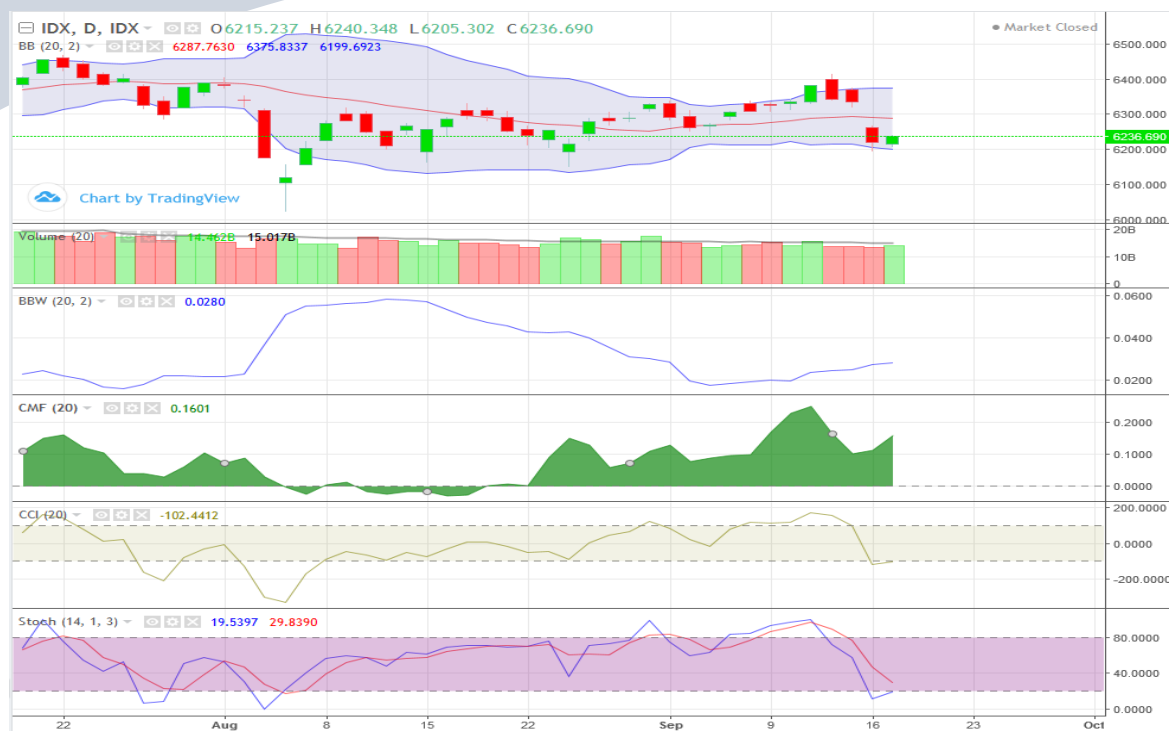 IDX, D, IDX O6215.237 H6240.348 L6205.302 C6236.690
Market Closed
BB (20, 2) 6287.7630 6375.8337 6199.6923
6500.000
6400.000
6300.000
6236.690
6200.000
6100.000
6000.000
Chart by TradingView
Volume (20) 14.462B 15.017B
20B
10B
0
BBW (20, 2) 0.0280
0.0600
0.0400
0.0200
CMF (20) 0.1601
0.2000
0.1000
0.0000
CCI (20) -102.4412
200.0000
0.0000
-200.0000
Stoch (14, 1, 3) 19.5397 29.8390
80.0000
40.0000
0.0000
22 Aug 8 15 22 Sep 9 16 23 Oct